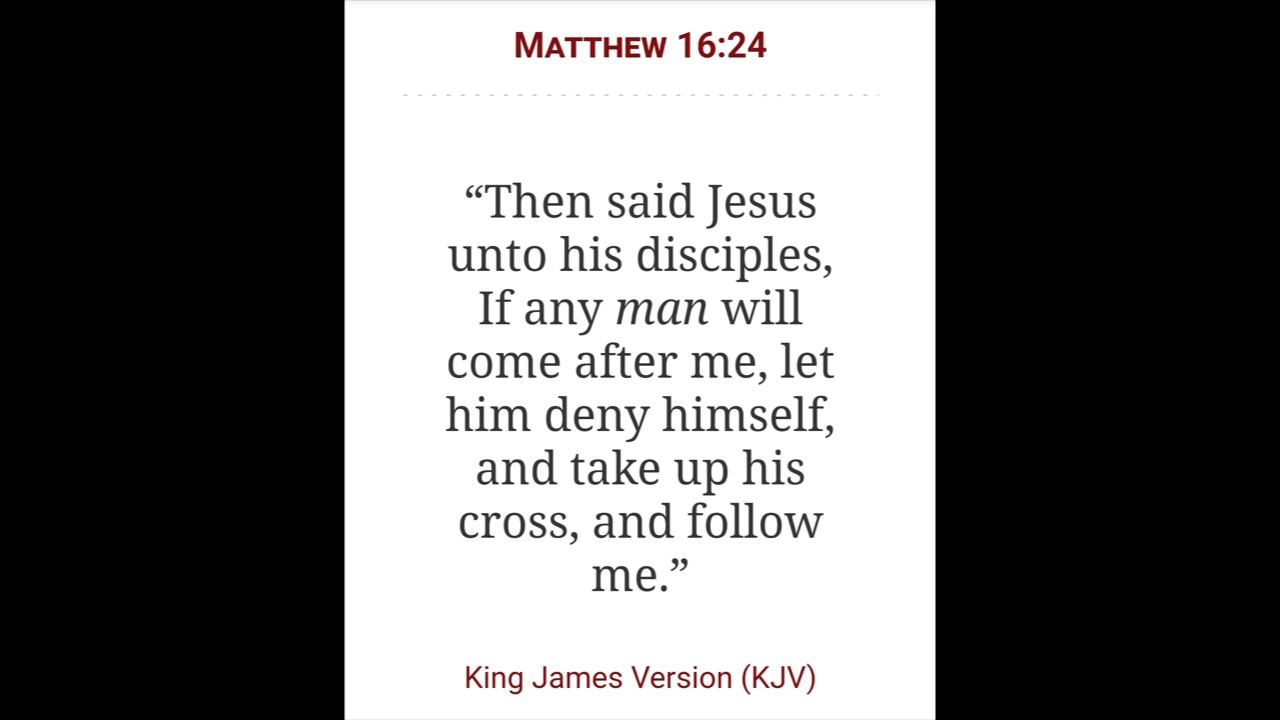 MATTHEW 16:24
“Then said Jesus
unto his disciples,
If any man will
come after me, let
him deny himself,
and take up his
cross, and follow
me.”
King James Version (KJV)